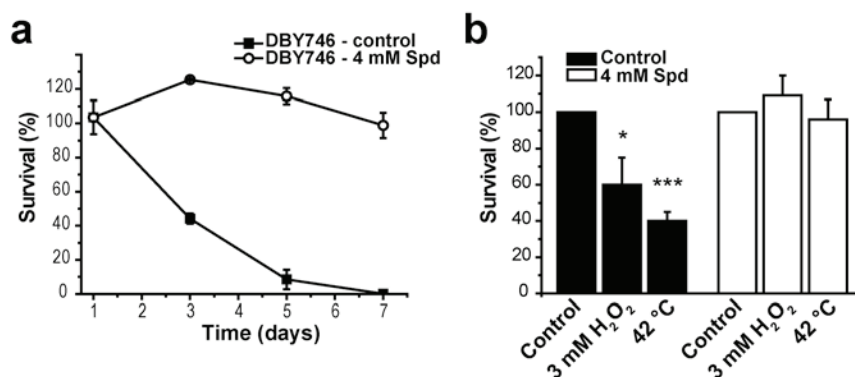 a
DBY746 - control
DBY746 - 4 mM Spd
120
100
80
60
40
20
0
Survival (%)
1 2 3 4 5 6 7
Time (days)
b
Control
4 mM Spd
120
100
80
60
40
20
0
Survival (%)
*
***
Control
3 mM H₂O₂
42 °C
Control
3 mM H₂O₂
42 °C